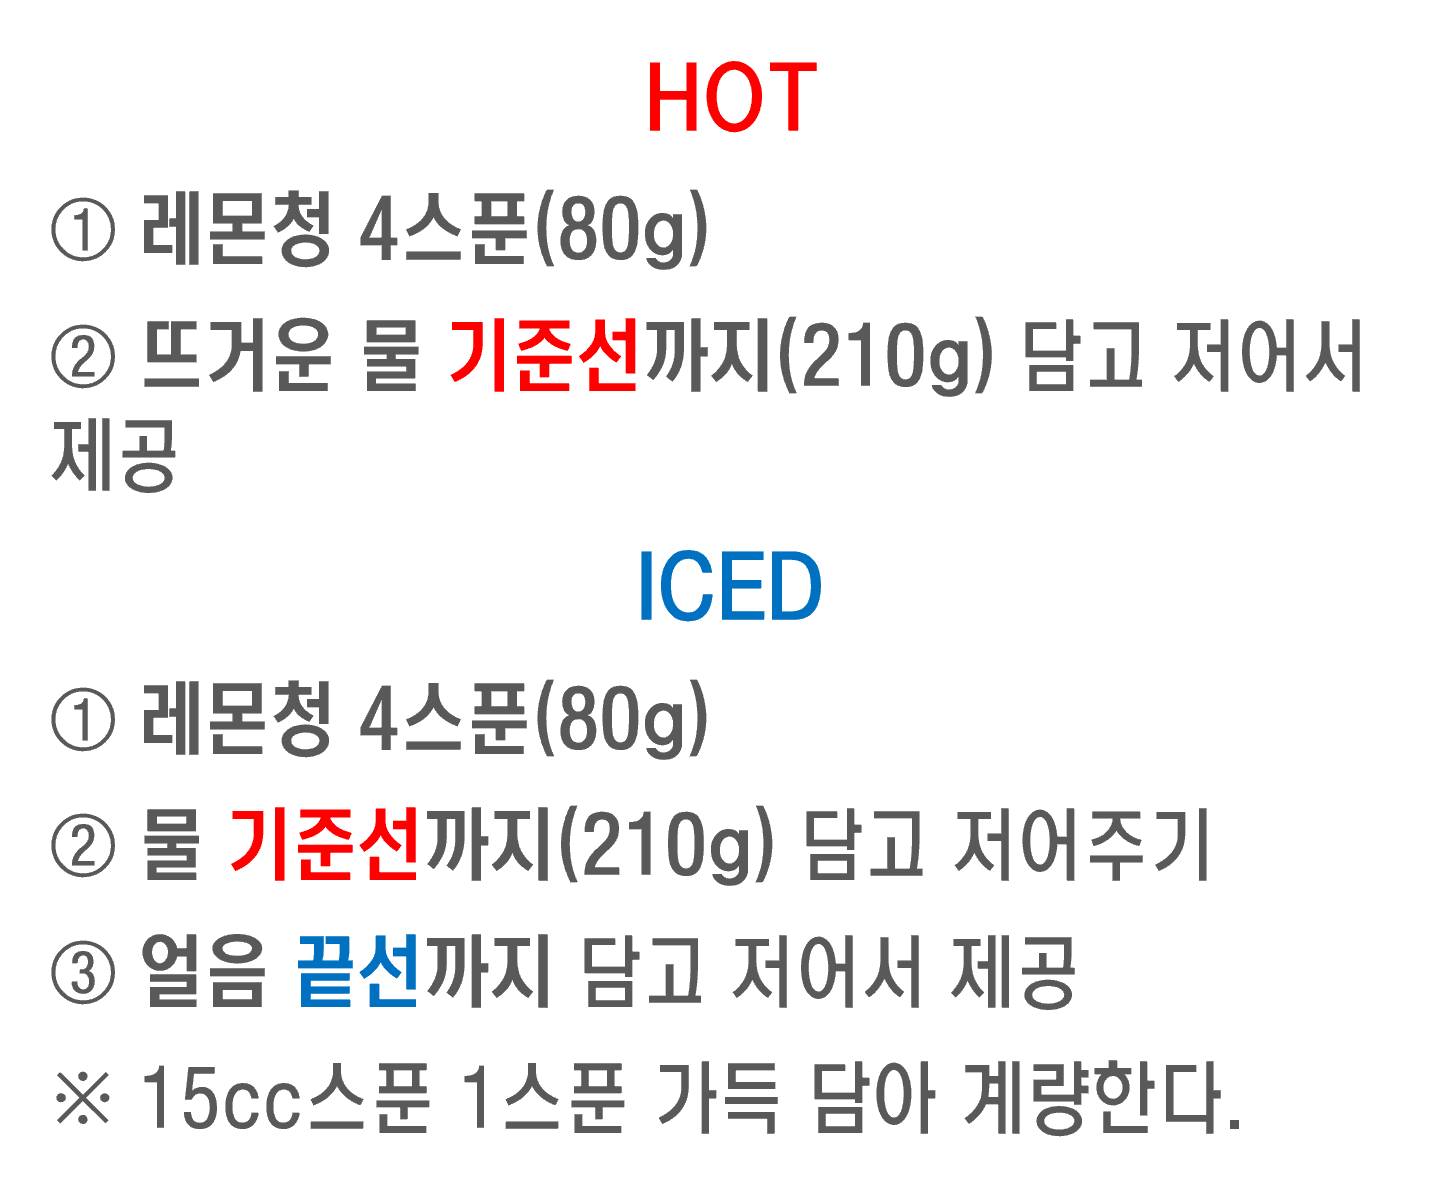 HOT
① 레몬청 4스푼(80g)
② 뜨거운 물 기준선까지(210g) 담고 저어서
제공
ICED
① 레몬청 4스푼(80g)
② 물 기준선까지(210g) 담고 저어주기
③ 얼음 끝선까지 담고 저어서 제공
※ 15cc스푼 1스푼 가득 담아 계량한다.